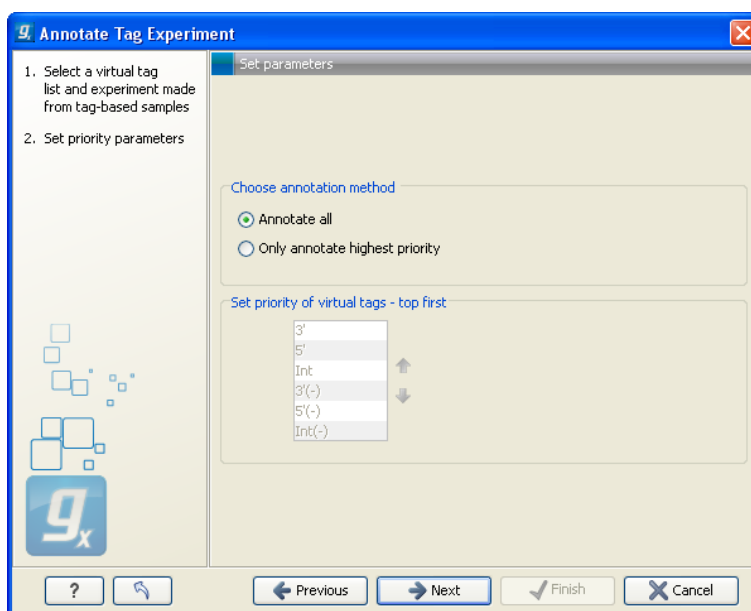 Annotate Tag Experiment
1. Select a virtual tag
list and experiment made
from tag-based samples
2. Set priority parameters
Set parameters
Choose annotation method
Annotate all
Only annotate highest priority
Set priority of virtual tags - top first
3'
5'
Int
3'(-)
5'(-)
Int(-)
gx
?
Previous
Next
Finish
Cancel